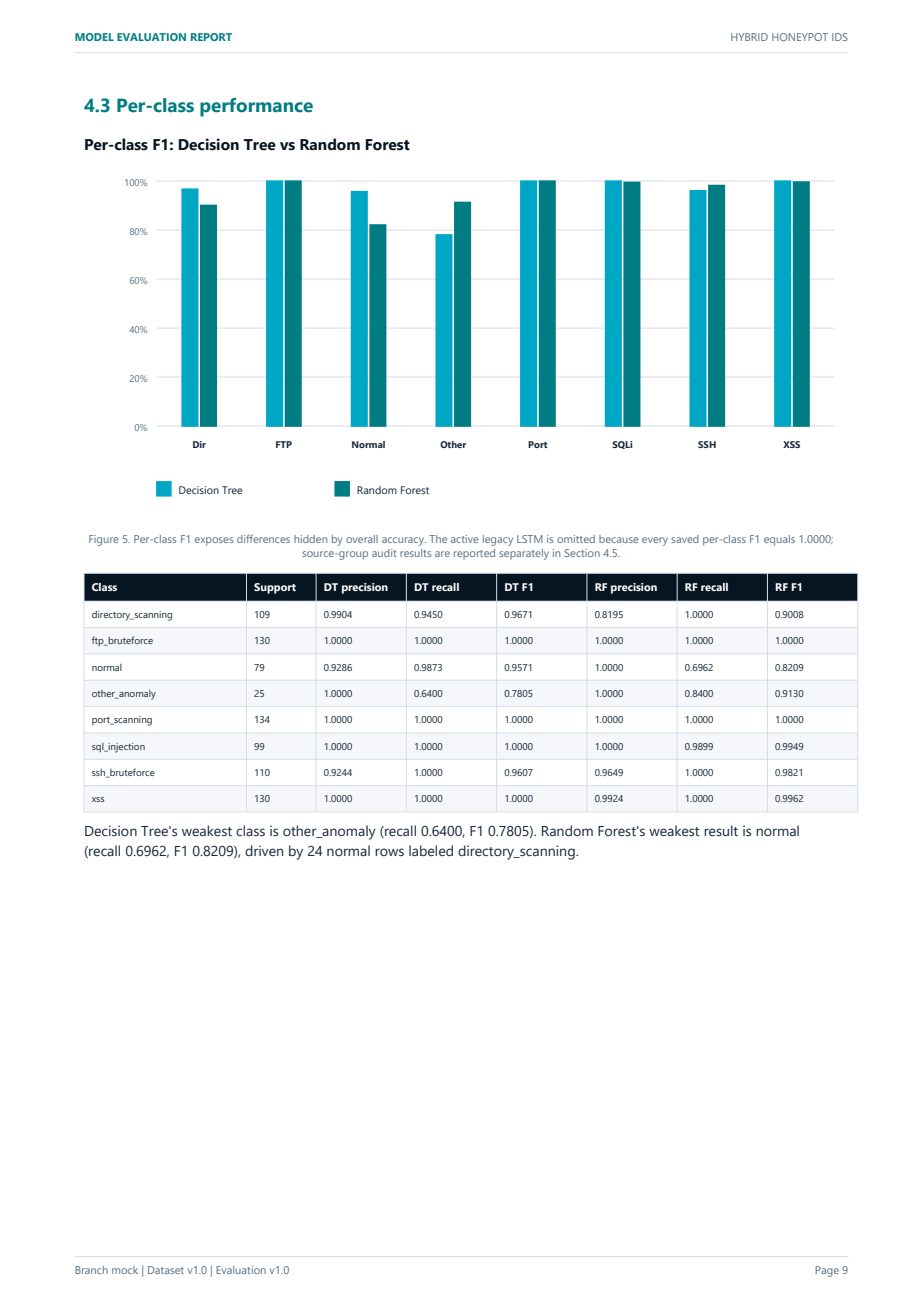 MODEL EVALUATION REPORT
HYBRID HONEYPOT IDS
4.3 Per-class performance
Per-class F1: Decision Tree vs Random Forest
100%
80%
60%
40%
20%
0%
Dir FTP Normal Other Port SQLi SSH XSS
Decision Tree Random Forest
Figure 5. Per-class F1 exposes differences hidden by overall accuracy. The active legacy LSTM is omitted because every saved per-class F1 equals 1.0000;
source-group audit results are reported separately in Section 4.5.
Class Support DT precision DT recall DT F1 RF precision RF recall RF F1
directory_scanning 109 0.9904 0.9450 0.9671 0.8195 1.0000 0.9008
ftp_bruteforce 130 1.0000 1.0000 1.0000 1.0000 1.0000 1.0000
normal 79 0.9286 0.9873 0.9571 1.0000 0.6962 0.8209
other_anomaly 25 1.0000 0.6400 0.7805 1.0000 0.8400 0.9130
port_scanning 134 1.0000 1.0000 1.0000 1.0000 1.0000 1.0000
sql_injection 99 1.0000 1.0000 1.0000 1.0000 0.9899 0.9949
ssh_bruteforce 110 0.9244 1.0000 0.9607 0.9649 1.0000 0.9821
xss 130 1.0000 1.0000 1.0000 0.9924 1.0000 0.9962
Decision Tree's weakest class is other_anomaly (recall 0.6400, F1 0.7805). Random Forest's weakest result is normal
(recall 0.6962, F1 0.8209), driven by 24 normal rows labeled directory_scanning.
Branch mock | Dataset v1.0 | Evaluation v1.0
Page 9